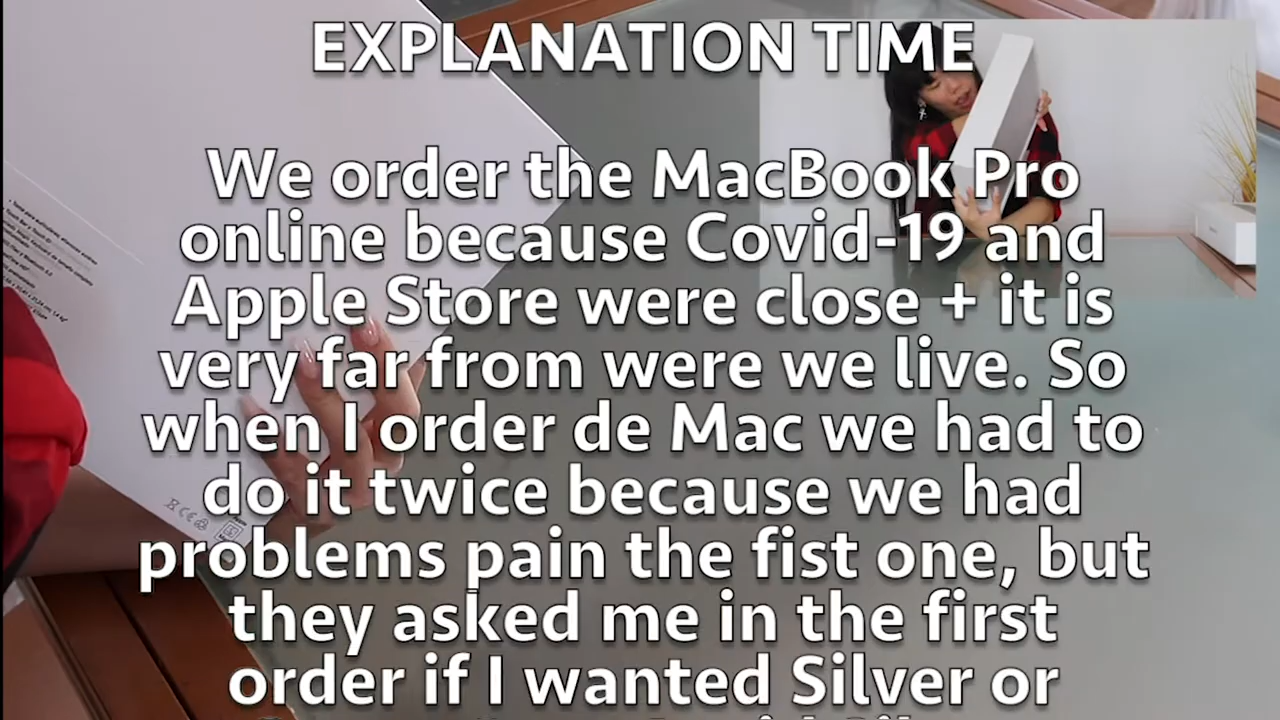 EXPLANATION TIME
We order the MacBook Pro
online because Covid-19 and
Apple Store were close + it is
very far from were we live. So
when I order de Mac we had to
do it twice because we had
problems pain the fist one, but
they asked me in the first
order if I wanted Silver or